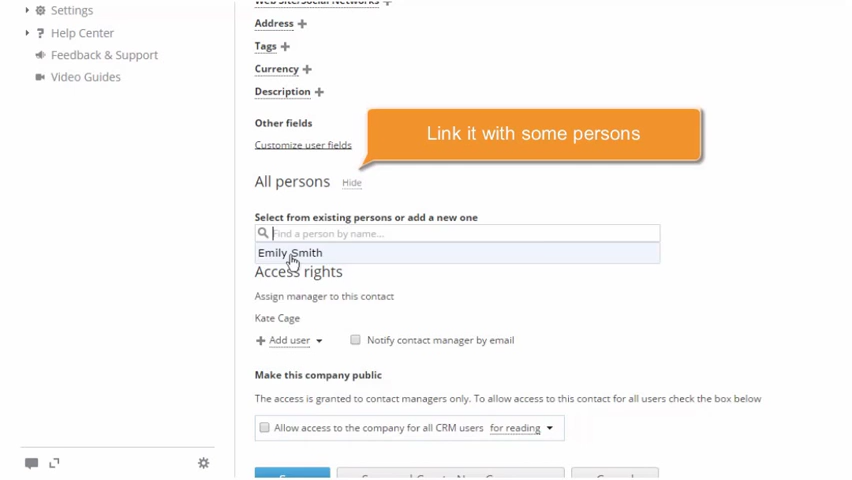 Settings
Web Site/Social Networks +
Address +
? Help Center
Tags +
Feedback & Support
Currency +
Video Guides
Description +
Other fields
Link it with some persons
Customize user fields
All persons Hide
Select from existing persons or add a new one
Find a person by name...
Emily Smith
Access rights
Assign manager to this contact
Kate Cage
+ Add user
Notify contact manager by email
Make this company public
The access is granted to contact managers only. To allow access to this contact for all users check the box below
Allow access to the company for all CRM users for reading